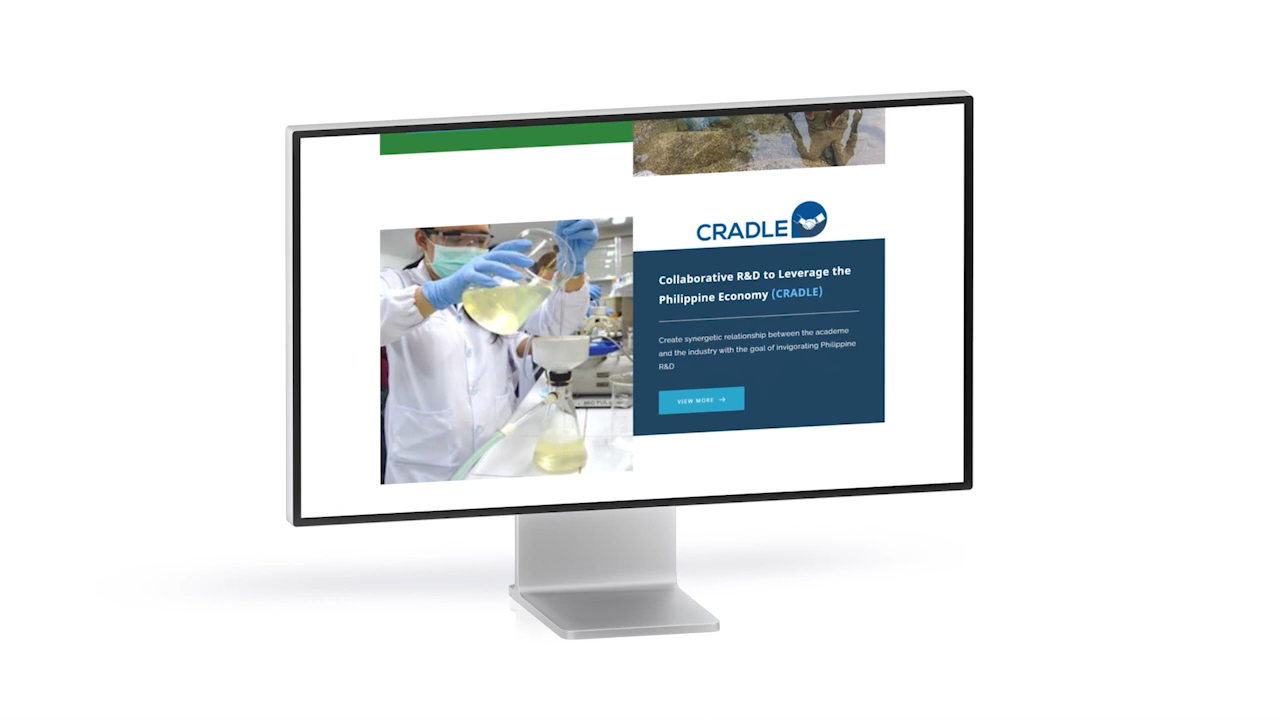 CRADLE
Collaborative R&D to Leverage the
Philippine Economy (CRADLE)
Create synergetic relationship between the academe
and the industry with the goal of invigorating Philippine
R&D
VIEW MORE